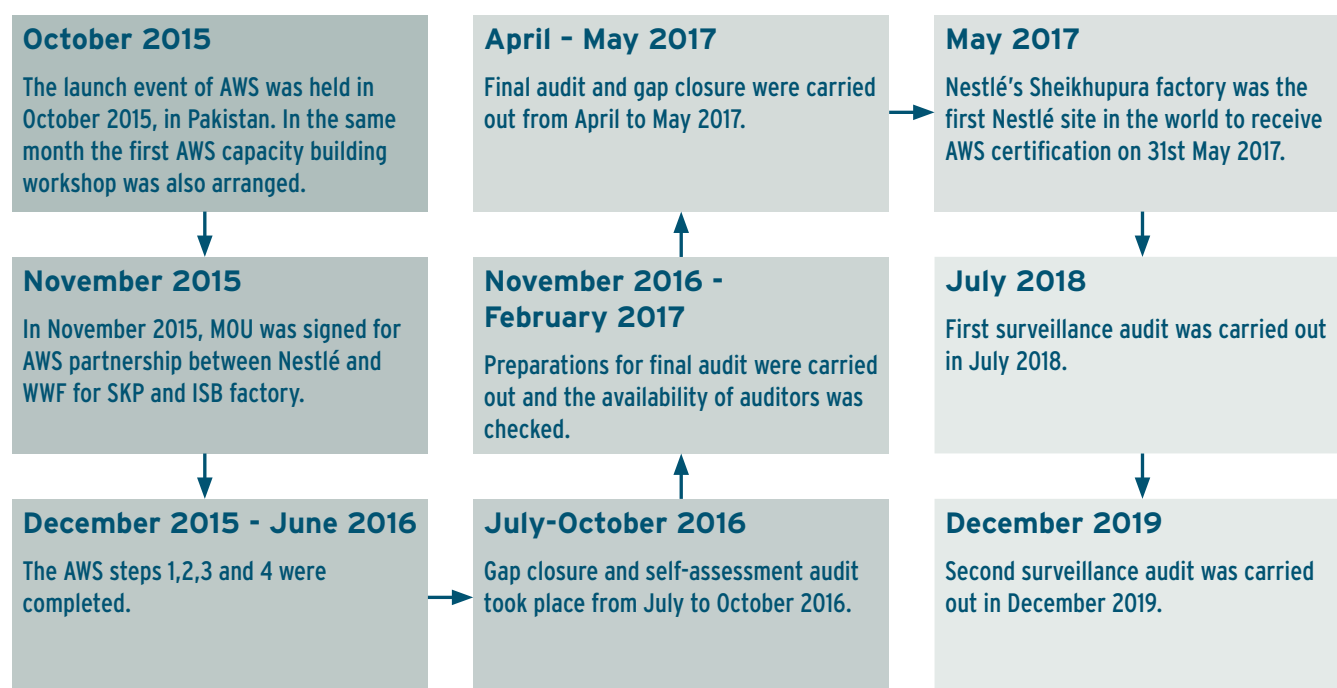 October 2015
The launch event of AWS was held in
October 2015, in Pakistan. In the same
month the first AWS capacity building
workshop was also arranged.
November 2015
In November 2015, MOU was signed for
AWS partnership between Nestlé and
WWF for SKP and ISB factory.
December 2015 - June 2016
The AWS steps 1,2,3 and 4 were
completed.
July-October 2016
Gap closure and self-assessment audit
took place from July to October 2016.
November 2016 -
February 2017
Preparations for final audit were carried
out and the availability of auditors was
checked.
April – May 2017
Final audit and gap closure were carried
out from April to May 2017.
May 2017
Nestlé’s Sheikhupura factory was the
first Nestlé site in the world to receive
AWS certification on 31st May 2017.
July 2018
First surveillance audit was carried out
in July 2018.
December 2019
Second surveillance audit was carried
out in December 2019.